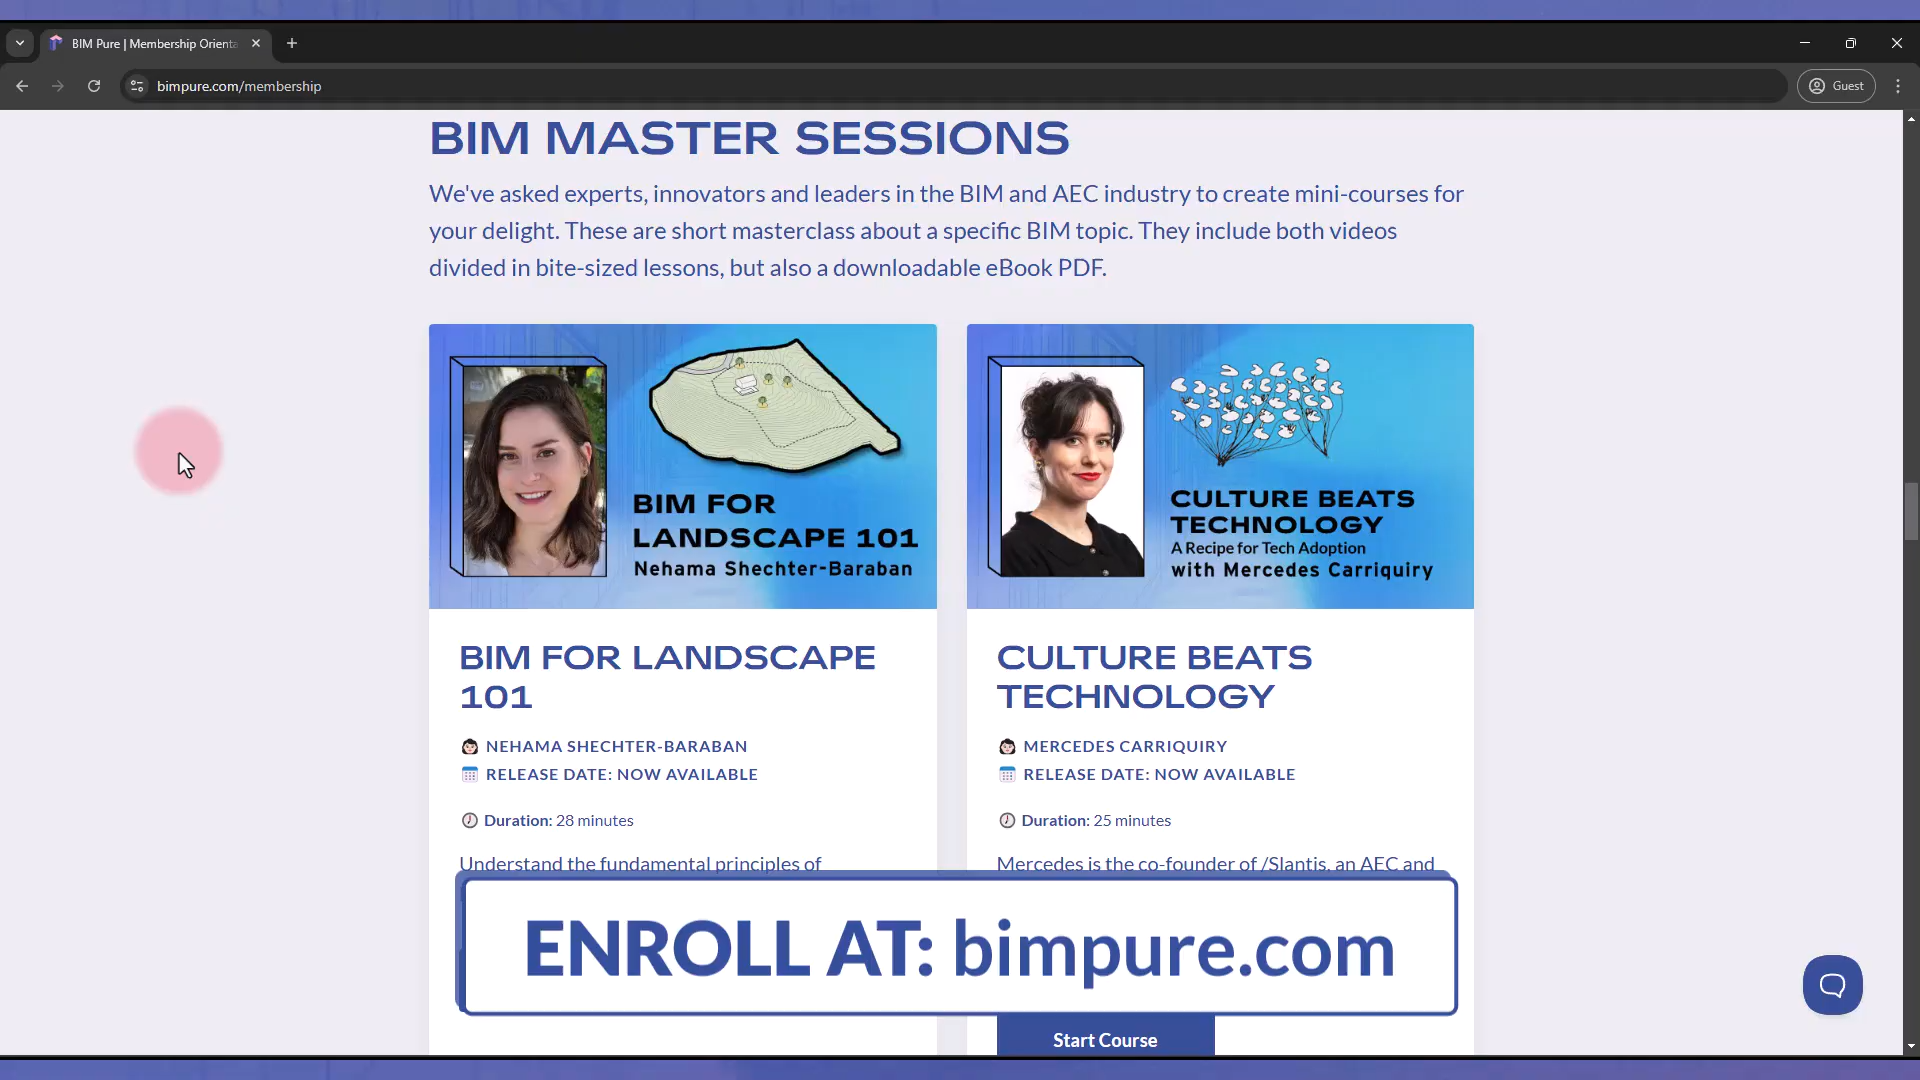 BIM Pure | Membership Orienta
bimpure.com/membership
Guest
BIM MASTER SESSIONS
We've asked experts, innovators and leaders in the BIM and AEC industry to create mini-courses for
your delight. These are short masterclass about a specific BIM topic. They include both videos
divided in bite-sized lessons, but also a downloadable eBook PDF.
BIM FOR
LANDSCAPE 101
Nehama Shechter-Baraban
BIM FOR LANDSCAPE
101
NEHAMA SHECHTER-BARABAN
RELEASE DATE: NOW AVAILABLE
Duration: 28 minutes
Understand the fundamental principles of
CULTURE BEATS
TECHNOLOGY
A Recipe for Tech Adoption
with Mercedes Carriquiry
CULTURE BEATS
TECHNOLOGY
MERCEDES CARRIQUIRY
RELEASE DATE: NOW AVAILABLE
Duration: 25 minutes
Mercedes is the co-founder of /Slantis, an AEC and
ENROLL AT: bimpure.com
Start Course